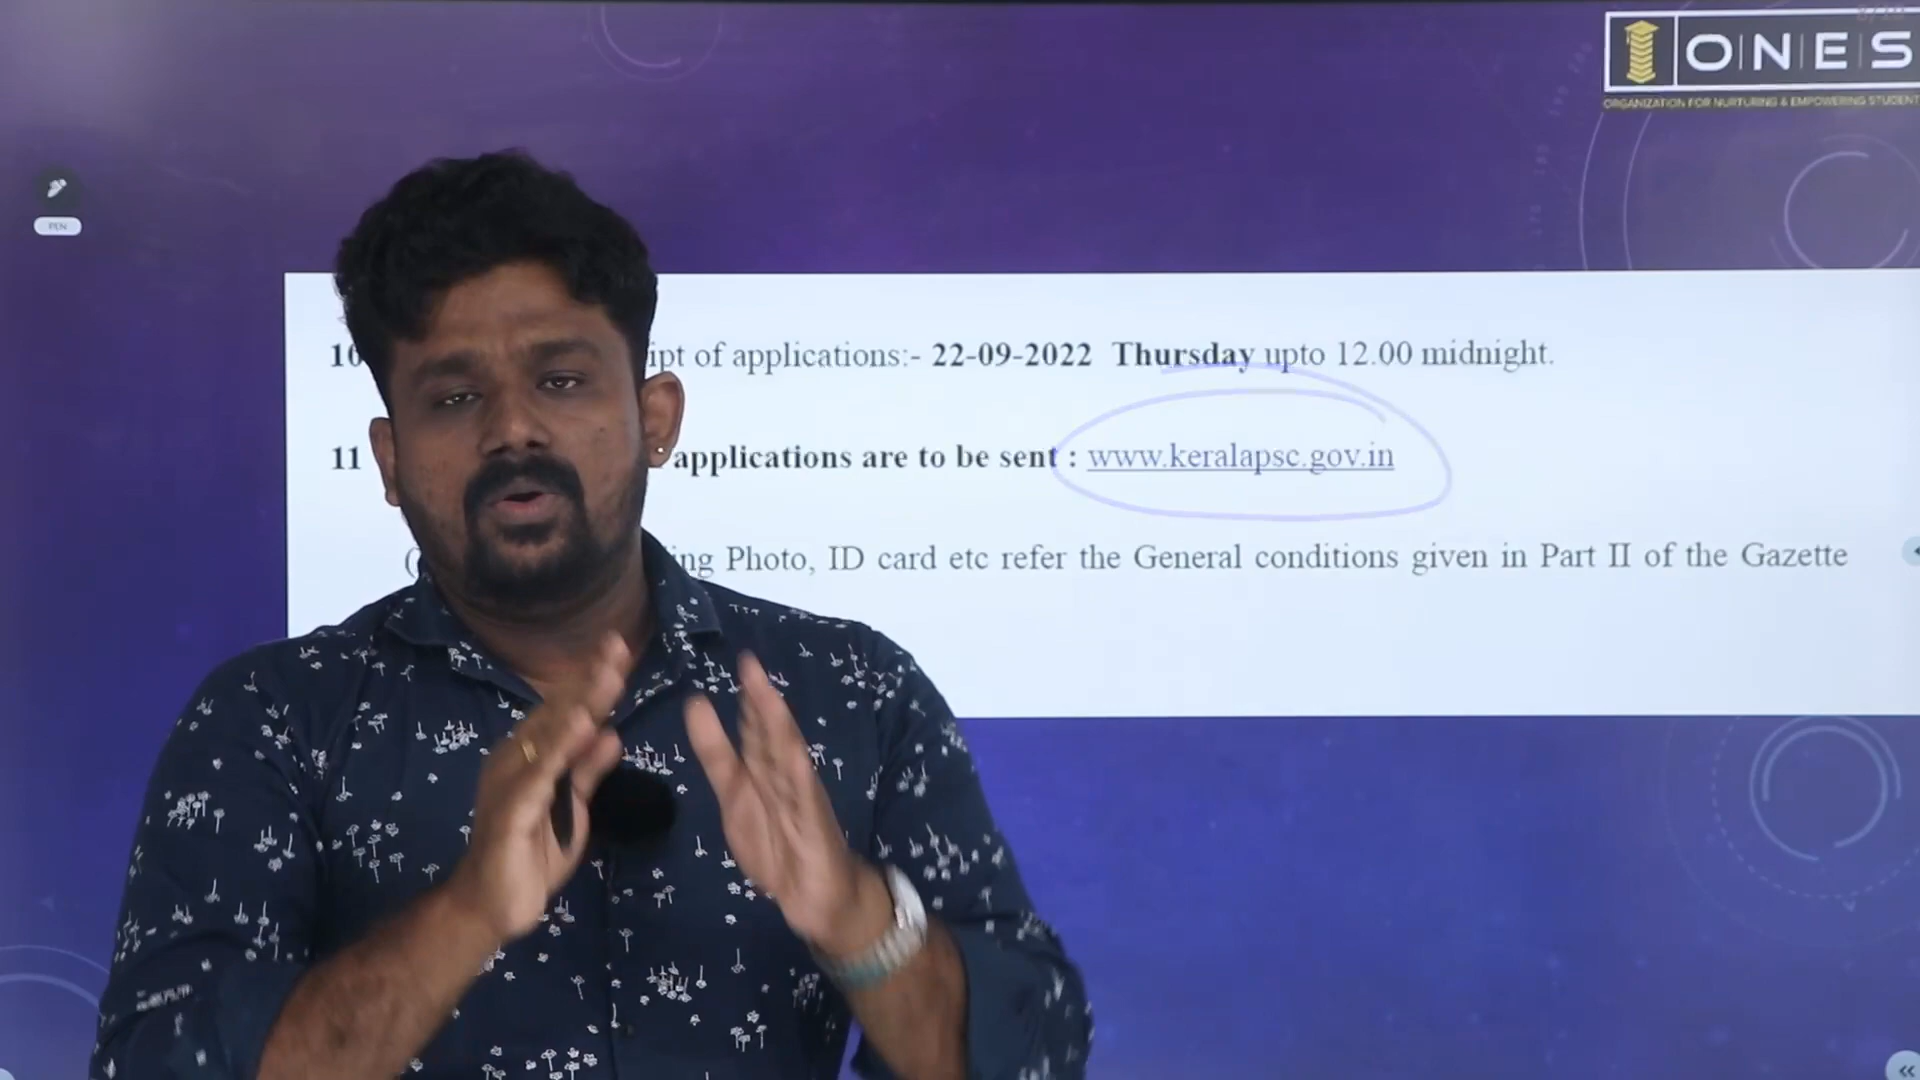 ONES
ORGANIZATION FOR NURTURING & EMPOWERING STUDENT
PEN
10 ipt of applications:- 22-09-2022 Thursday upto 12.00 midnight.
11 applications are to be sent : www.keralapsc.gov.in
( ing Photo, ID card etc refer the General conditions given in Part II of the Gazette